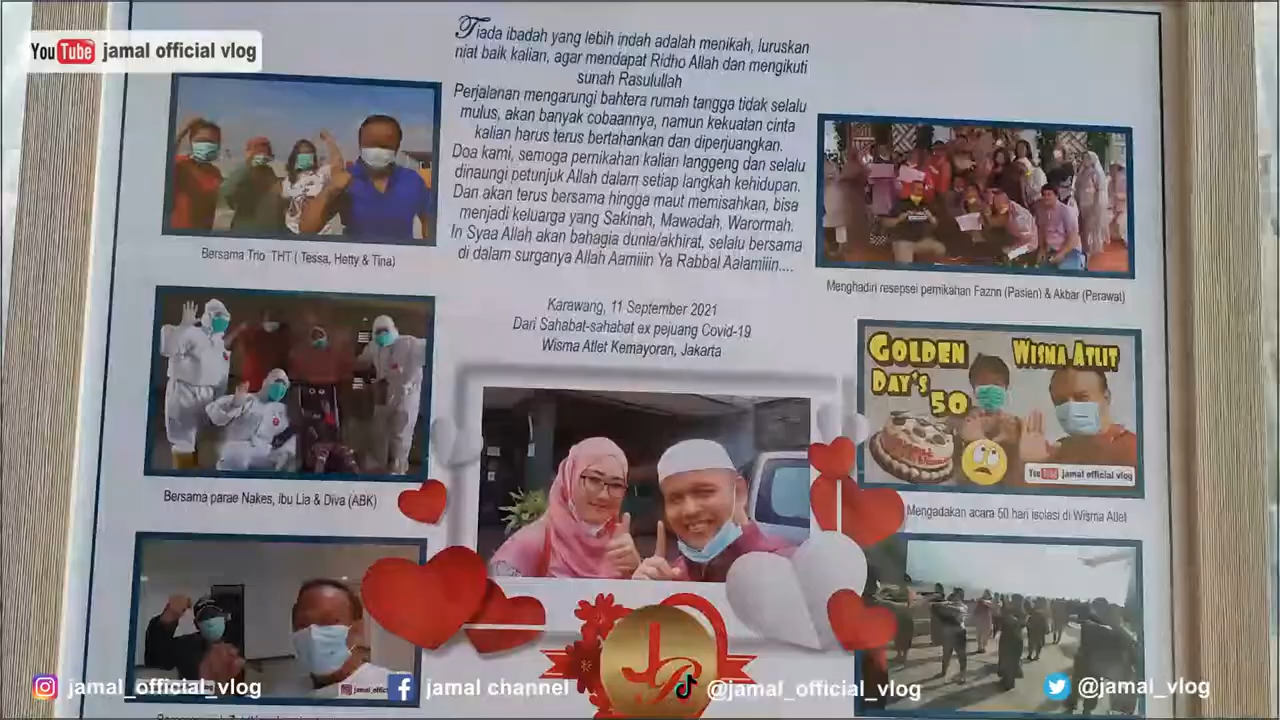 YouTube jamal official vlog
Tiada ibadah yang lebih indah adalah menikah, luruskan
niat baik kalian, agar mendapat Ridho Allah dan mengikuti
sunah Rasulullah
Perjalanan mengarungi bahtera rumah tangga tidak selalu
mulus, akan banyak cobaannya, namun kekuatan cinta
kalian harus terus bertahankan dan diperjuangkan.
Doa kami, semoga pernikahan kalian langgeng dan selalu
dinaungi petunjuk Allah dalam setiap langkah kehidupan.
Dan akan terus bersama hingga maut memisahkan, bisa
menjadi keluarga yang Sakinah, Mawadah, Warormah.
In Syaa Allah akan bahagia dunia/akhirat, selalu bersama
di dalam surganya Allah Aamiiin Ya Rabbal Aalamiiin....
Karawang, 11 September 2021
Dari Sahabat-sahabat ex pejuang Covid-19
Wisma Atlet Kemayoran, Jakarta
Bersama Trio THT ( Tessa, Hetty & Tina)
Menghadiri resepsei pernikahan Faznn (Pasien) & Akbar (Perawat)
Bersama parae Nakes, ibu Lia & Diva (ABK)
GOLDEN DAY'S 50
WISMA ATLIT
YouTube jamal official vlog
Mengadakan acara 50 hari isolasi di Wisma Atlet
jamal_official_vlog
jamal channel
@jamal_official_vlog
@jamal_vlog